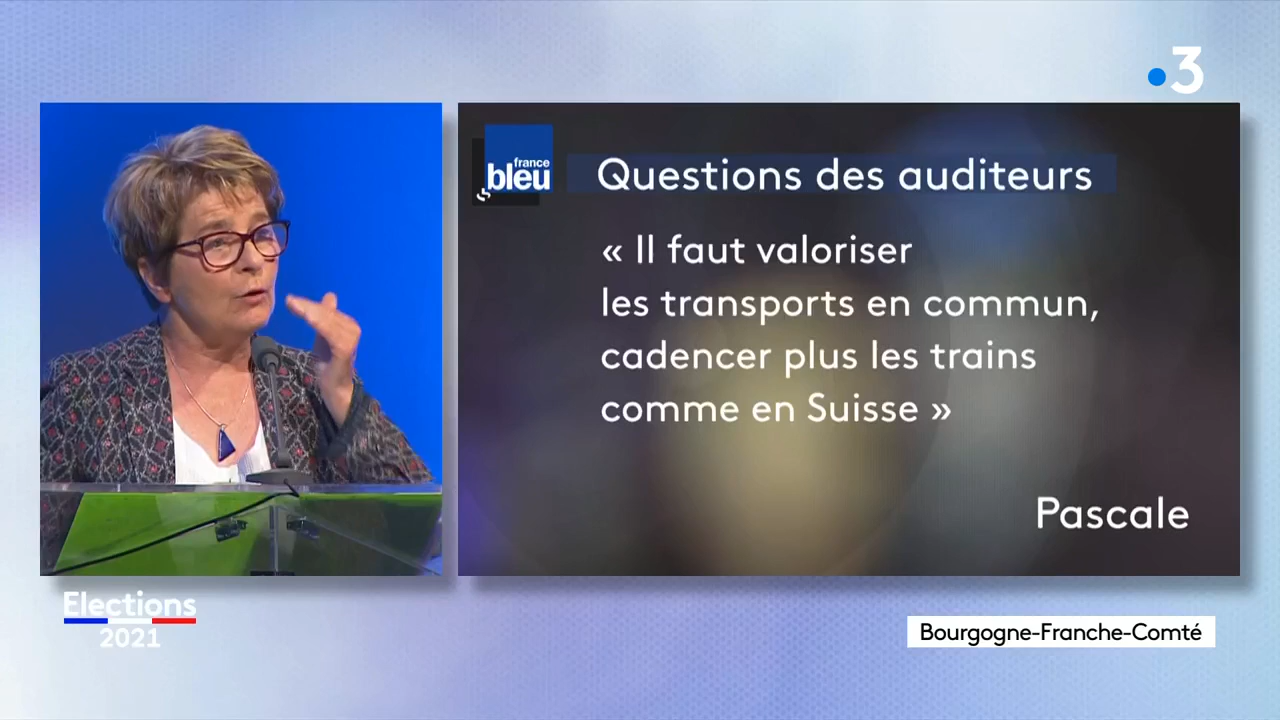 3
france
bleu
Questions des auditeurs
« Il faut valoriser
les transports en commun,
cadencer plus les trains
comme en Suisse »
Pascale
Elections
2021
Bourgogne-Franche-Comté